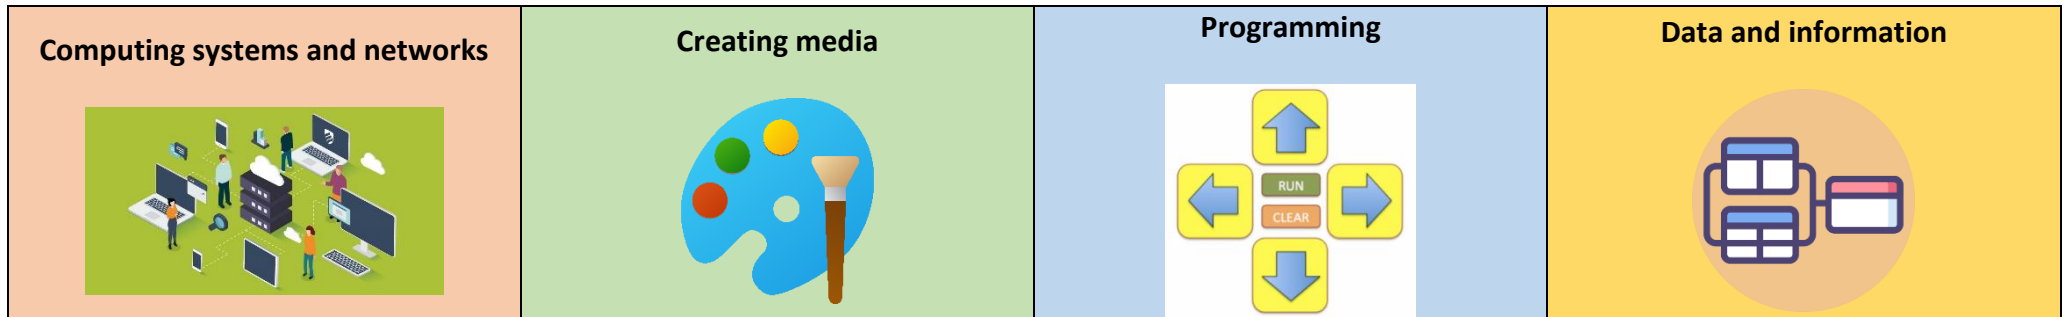 Computing systems and networks
Creating media
Programming
Data and information
RUN
CLEAR